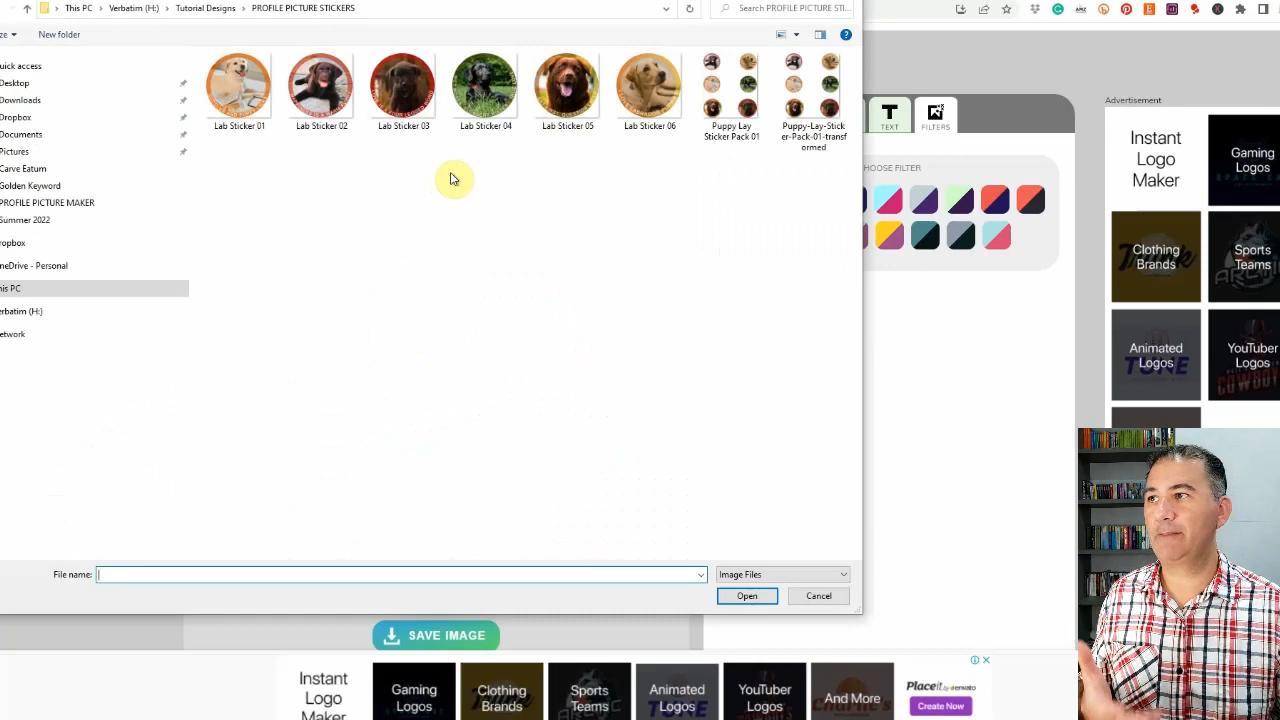 This PC > Verbatim (H:) > Tutorial Designs > PROFILE PICTURE STICKERS
Search PROFILE PICTURE STI...
ze
New folder
uick access
Desktop
Downloads
Dropbox
Documents
Pictures
Carve Eatum
Golden Keyword
PROFILE PICTURE MAKER
Summer 2022
ropbox
neDrive - Personal
his PC
erbatim (H:)
etwork
Lab Sticker 01
Lab Sticker 02
Lab Sticker 03
Lab Sticker 04
Lab Sticker 05
Lab Sticker 06
Puppy Lay
Sticker Pack 01
Puppy-Lay-Stick
er-Pack-01-transf
ormed
File name:
Image Files
Open
Cancel
TEXT
FILTERS
HOOSE FILTER
Advertisement
Instant
Logo
Maker
Gaming
Logos
Clothing
Brands
Sports
Teams
Animated
Logos
YouTuber
Logos
SAVE IMAGE
Instant
Logo
Maker
Gaming
Logos
Clothing
Brands
Sports
Teams
Animated
Logos
YouTuber
Logos
And More
Placeit by envato
Create Now